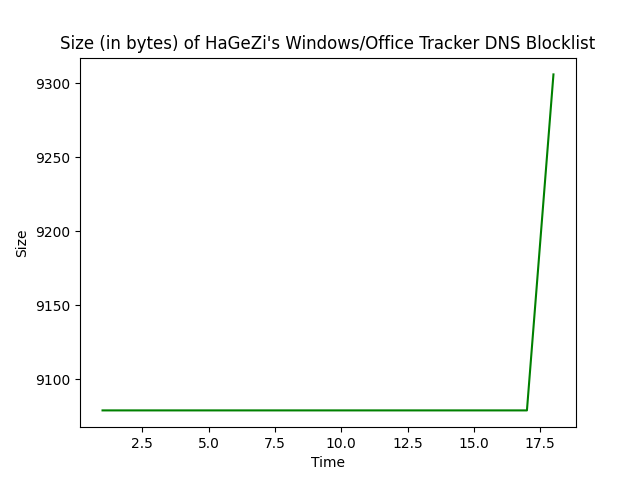 Size (in bytes) of HaGeZi's Windows/Office Tracker DNS Blocklist
9300
9250
9200
9150
9100
Size
2.5 5.0 7.5 10.0 12.5 15.0 17.5
Time